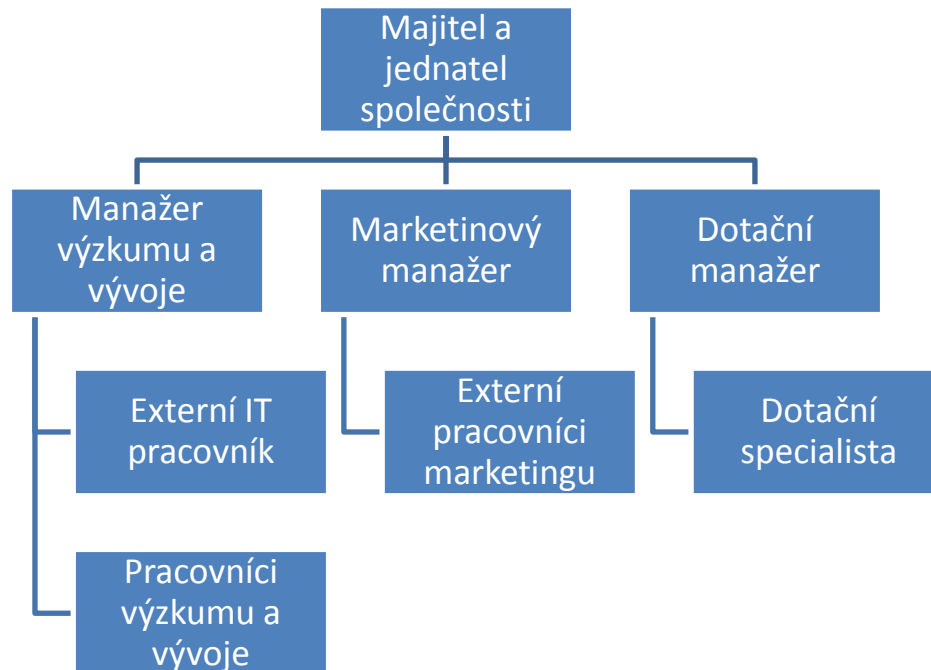 Majitel a
jednatel
společnosti
Manažer
výzkumu a
vývoje
Marketinový
manažer
Dotační
manažer
Externí IT
pracovník
Externí
pracovníci
marketingu
Dotační
specialista
Pracovníci
výzkumu a
vývoje